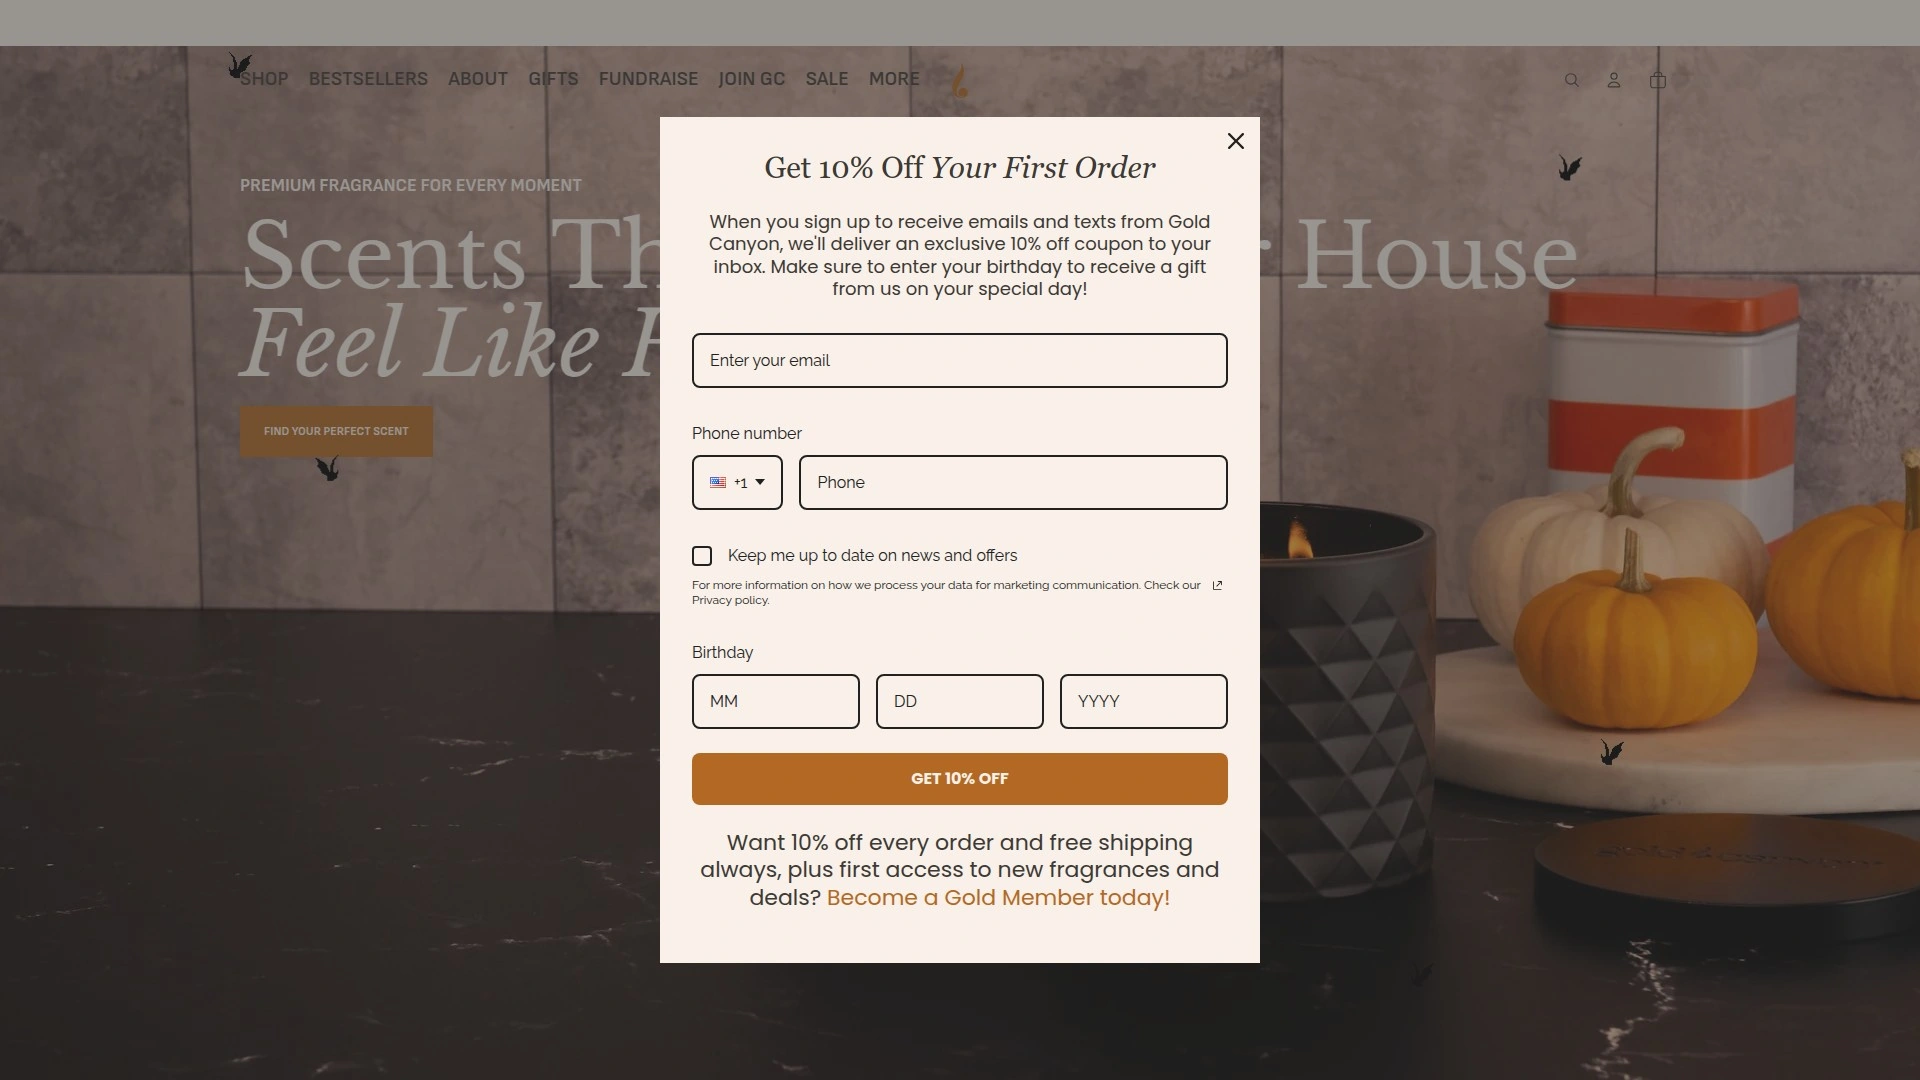 SHOP BESTSELLERS ABOUT GIFTS FUNDRAISE JOIN GC SALE MORE
PREMIUM FRAGRANCE FOR EVERY MOMENT
Scents House
Feel Like
FIND YOUR PERFECT SCENT
Get 10% Off Your First Order
When you sign up to receive emails and texts from Gold
Canyon, we'll deliver an exclusive 10% off coupon to your
inbox. Make sure to enter your birthday to receive a gift
from us on your special day!
Enter your email
Phone number
+1 Phone
Keep me up to date on news and offers
For more information on how we process your data for marketing communication. Check our
Privacy policy.
Birthday
MM DD YYYY
GET 10% OFF
Want 10% off every order and free shipping
always, plus first access to new fragrances and
deals? Become a Gold Member today!